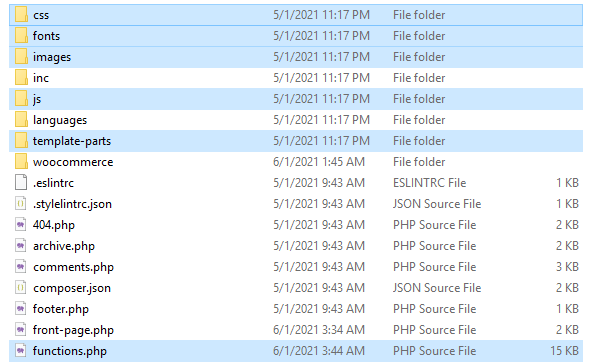 css 5/1/2021 11:17 PM File folder
fonts 5/1/2021 11:17 PM File folder
images 5/1/2021 11:17 PM File folder
inc 5/1/2021 11:17 PM File folder
js 5/1/2021 11:17 PM File folder
languages 5/1/2021 11:17 PM File folder
template-parts 5/1/2021 11:17 PM File folder
woocommerce 6/1/2021 1:45 AM File folder
.eslintrc 5/1/2021 9:43 AM ESLINTRC File 1 KB
.stylelintrc.json 5/1/2021 9:43 AM JSON Source File 1 KB
404.php 5/1/2021 9:43 AM PHP Source File 2 KB
archive.php 5/1/2021 9:43 AM PHP Source File 2 KB
comments.php 5/1/2021 9:43 AM PHP Source File 3 KB
composer.json 5/1/2021 9:43 AM JSON Source File 2 KB
footer.php 5/1/2021 9:43 AM PHP Source File 1 KB
front-page.php 6/1/2021 3:34 AM PHP Source File 2 KB
functions.php 6/1/2021 3:44 AM PHP Source File 15 KB